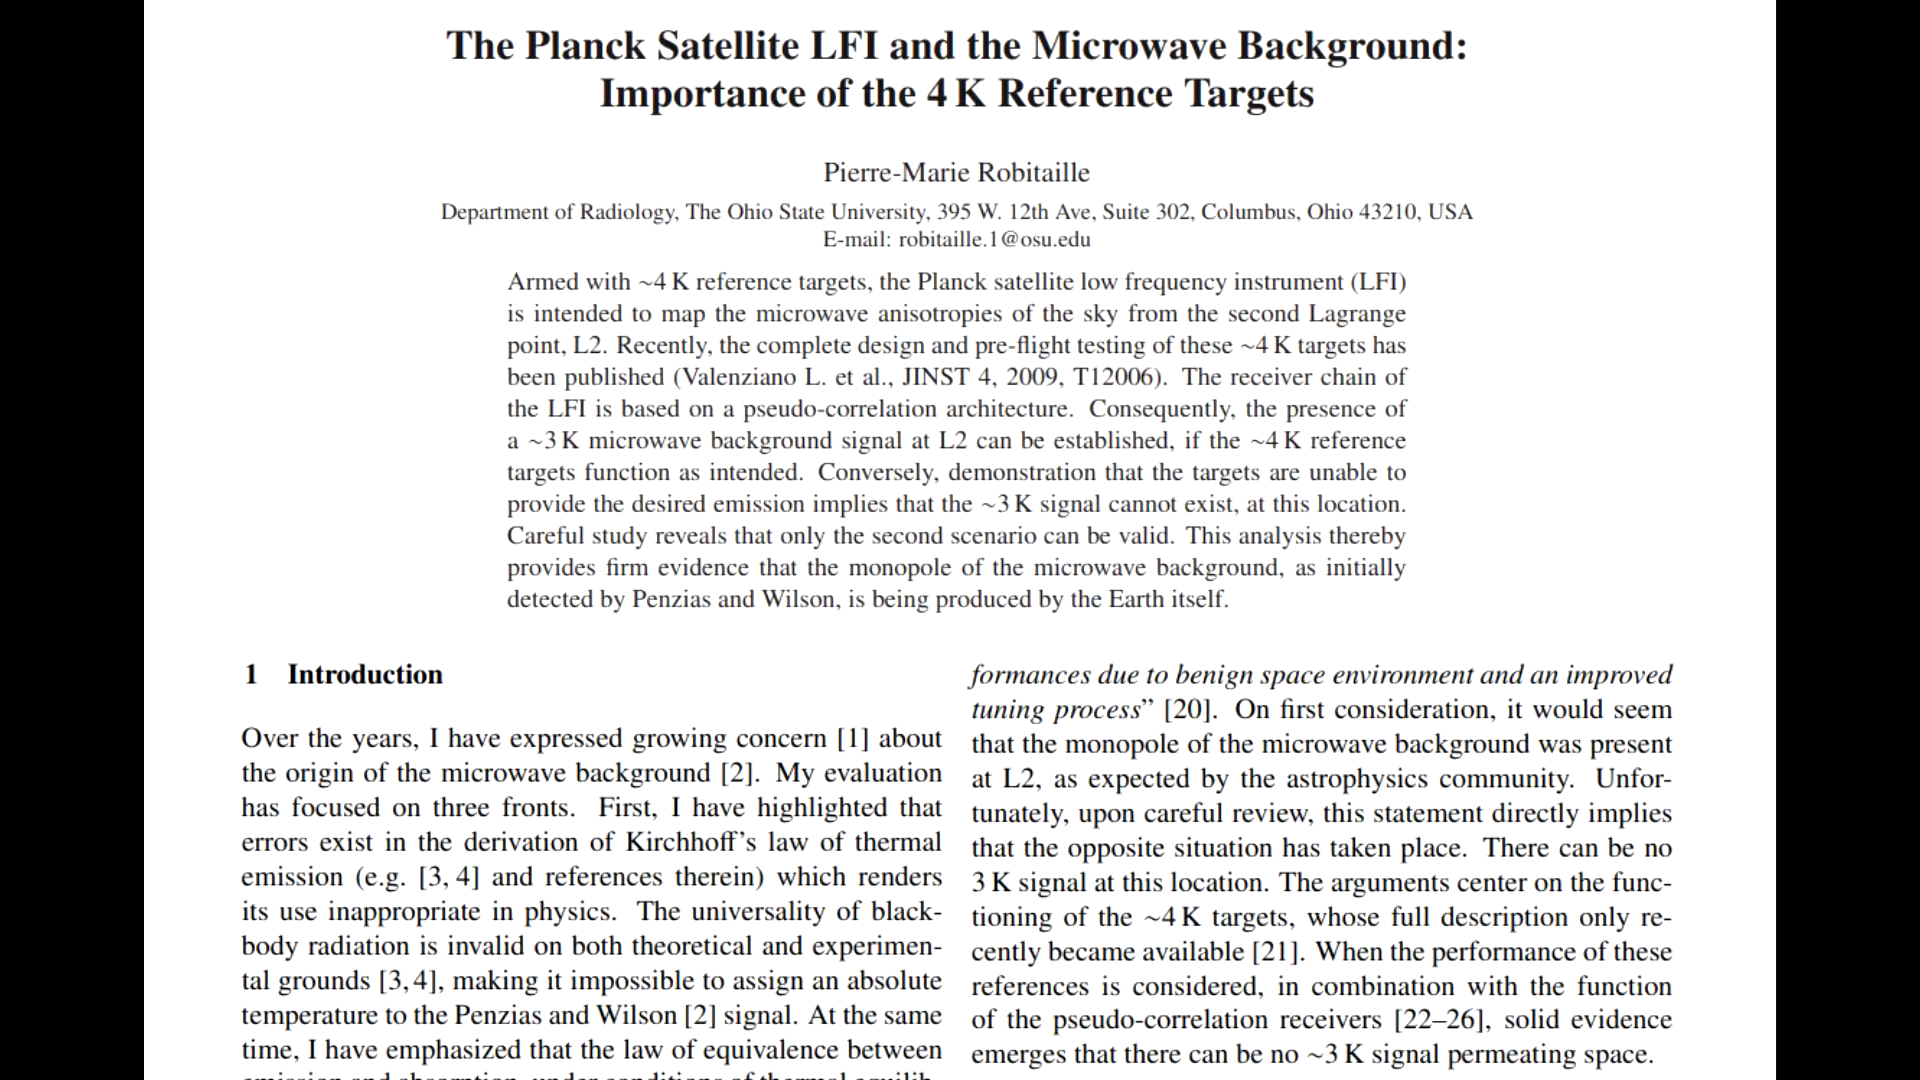 The Planck Satellite LFI and the Microwave Background:
Importance of the 4 K Reference Targets
Pierre-Marie Robitaille
Department of Radiology, The Ohio State University, 395 W. 12th Ave, Suite 302, Columbus, Ohio 43210, USA
E-mail: robitaille.1@osu.edu
Armed with ~4 K reference targets, the Planck satellite low frequency instrument (LFI)
is intended to map the microwave anisotropies of the sky from the second Lagrange
point, L2. Recently, the complete design and pre-flight testing of these ~4 K targets has
been published (Valenziano L. et al., JINST 4, 2009, T12006). The receiver chain of
the LFI is based on a pseudo-correlation architecture. Consequently, the presence of
a ~3 K microwave background signal at L2 can be established, if the ~4 K reference
targets function as intended. Conversely, demonstration that the targets are unable to
provide the desired emission implies that the ~3 K signal cannot exist, at this location.
Careful study reveals that only the second scenario can be valid. This analysis thereby
provides firm evidence that the monopole of the microwave background, as initially
detected by Penzias and Wilson, is being produced by the Earth itself.
1 Introduction
Over the years, I have expressed growing concern [1] about
the origin of the microwave background [2]. My evaluation
has focused on three fronts. First, I have highlighted that
errors exist in the derivation of Kirchhoff's law of thermal
emission (e.g. [3, 4] and references therein) which renders
its use inappropriate in physics. The universality of black-
body radiation is invalid on both theoretical and experimen-
tal grounds [3,4], making it impossible to assign an absolute
temperature to the Penzias and Wilson [2] signal. At the same
time, I have emphasized that the law of equivalence between
emission and absorption, under conditions of thermal equilib-
formances due to benign space environment and an improved
tuning process” [20]. On first consideration, it would seem
that the monopole of the microwave background was present
at L2, as expected by the astrophysics community. Unfor-
tunately, upon careful review, this statement directly implies
that the opposite situation has taken place. There can be no
3 K signal at this location. The arguments center on the func-
tioning of the ~4 K targets, whose full description only re-
cently became available [21]. When the performance of these
references is considered, in combination with the function
of the pseudo-correlation receivers [22–26], solid evidence
emerges that there can be no ~3 K signal permeating space.